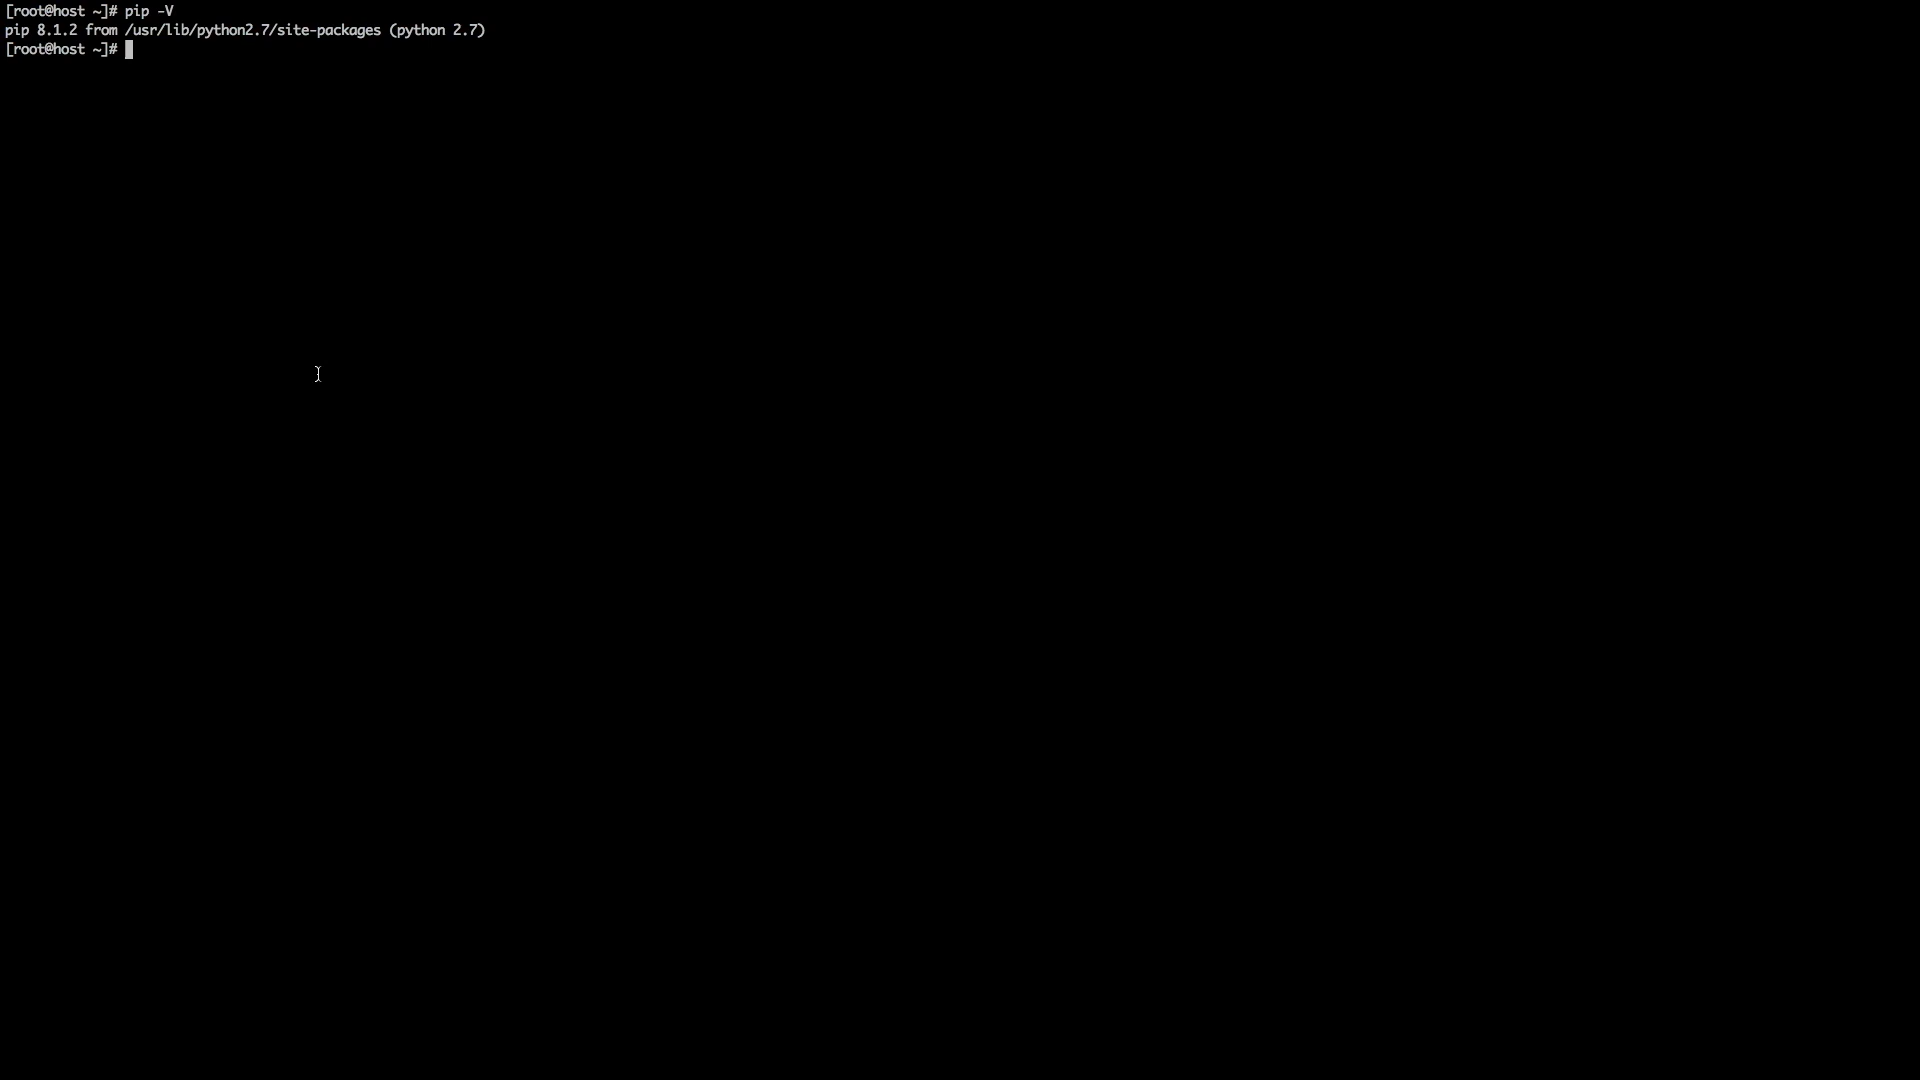 [root@host ~]# pip -V
pip 8.1.2 from /usr/lib/python2.7/site-packages (python 2.7)
[root@host ~]#